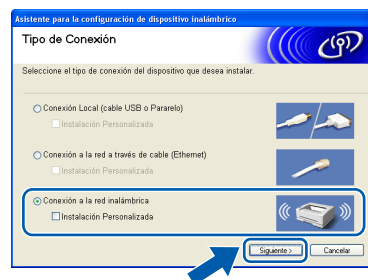 Asistente para la configuración de dispositivo inalámbrico
Tipo de Conexión
Seleccione el tipo de conexión del dispositivo que desea instalar.
Conexión Local (cable USB o Pararelo)
Instalación Personalizada
Conexión a la red a través de cable (Ethernet)
Instalación Personalizada
Conexión a la red inalámbrica
Instalación Personalizada
Siguiente >
Cancelar